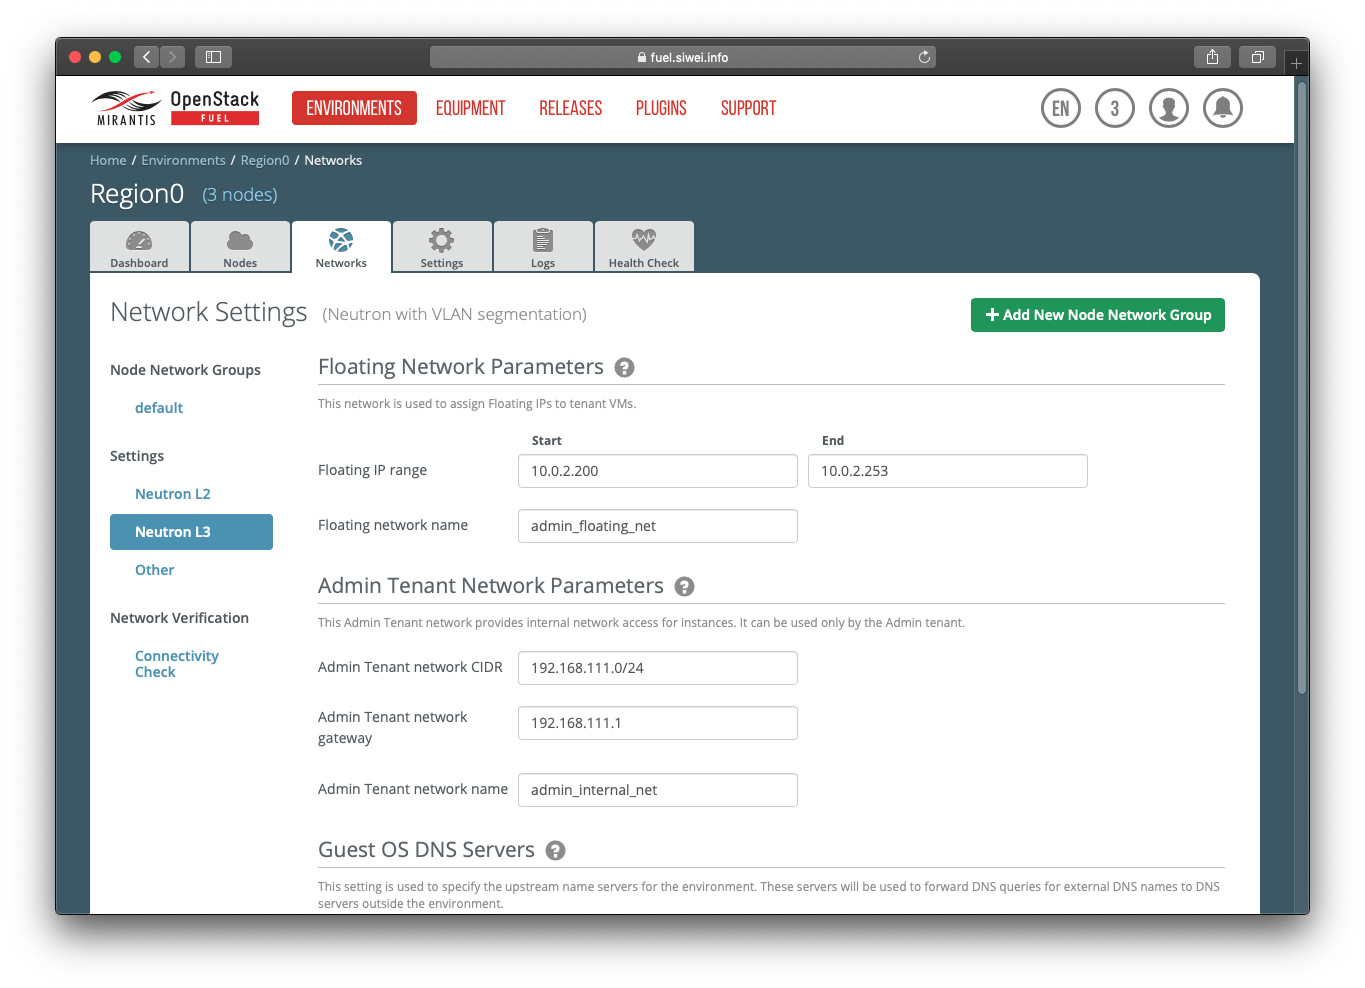 fuel.siwei.info
MIRANTIS
OpenStack
FUEL
ENVIRONMENTS
EQUIPMENT
RELEASES
PLUGINS
SUPPORT
EN
3
Home / Environments / Region0 / Networks
Region0 (3 nodes)
Dashboard
Nodes
Networks
Settings
Logs
Health Check
Network Settings (Neutron with VLAN segmentation)
Add New Node Network Group
Node Network Groups
default
Settings
Neutron L2
Neutron L3
Other
Network Verification
Connectivity
Check
Floating Network Parameters
This network is used to assign Floating IPs to tenant VMs.
Start End
Floating IP range 10.0.2.200 10.0.2.253
Floating network name admin_floating_net
Admin Tenant Network Parameters
This Admin Tenant network provides internal network access for instances. It can be used only by the Admin tenant.
Admin Tenant network CIDR 192.168.111.0/24
Admin Tenant network
gateway
192.168.111.1
Admin Tenant network name admin_internal_net
Guest OS DNS Servers
This setting is used to specify the upstream name servers for the environment. These servers will be used to forward DNS queries for external DNS names to DNS
servers outside the environment.